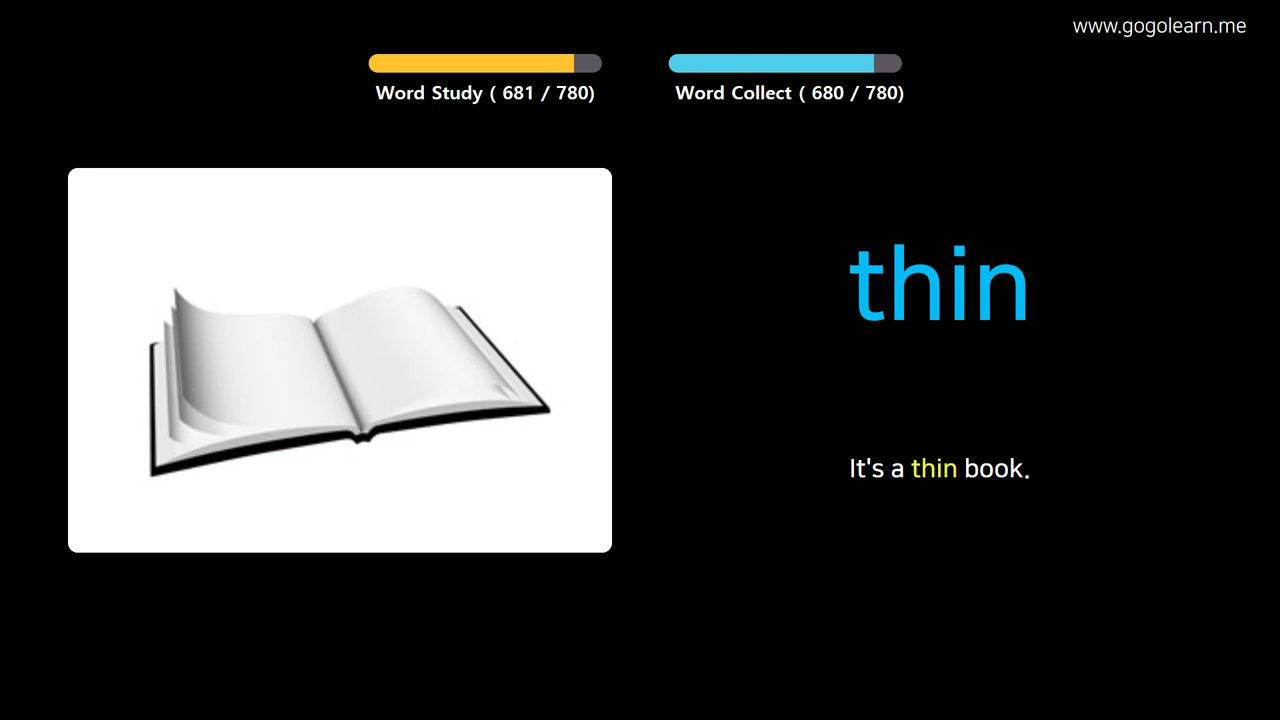 www.gogolearn.me
Word Study ( 681 / 780)
Word Collect ( 680 / 780)
thin
It's a thin book.